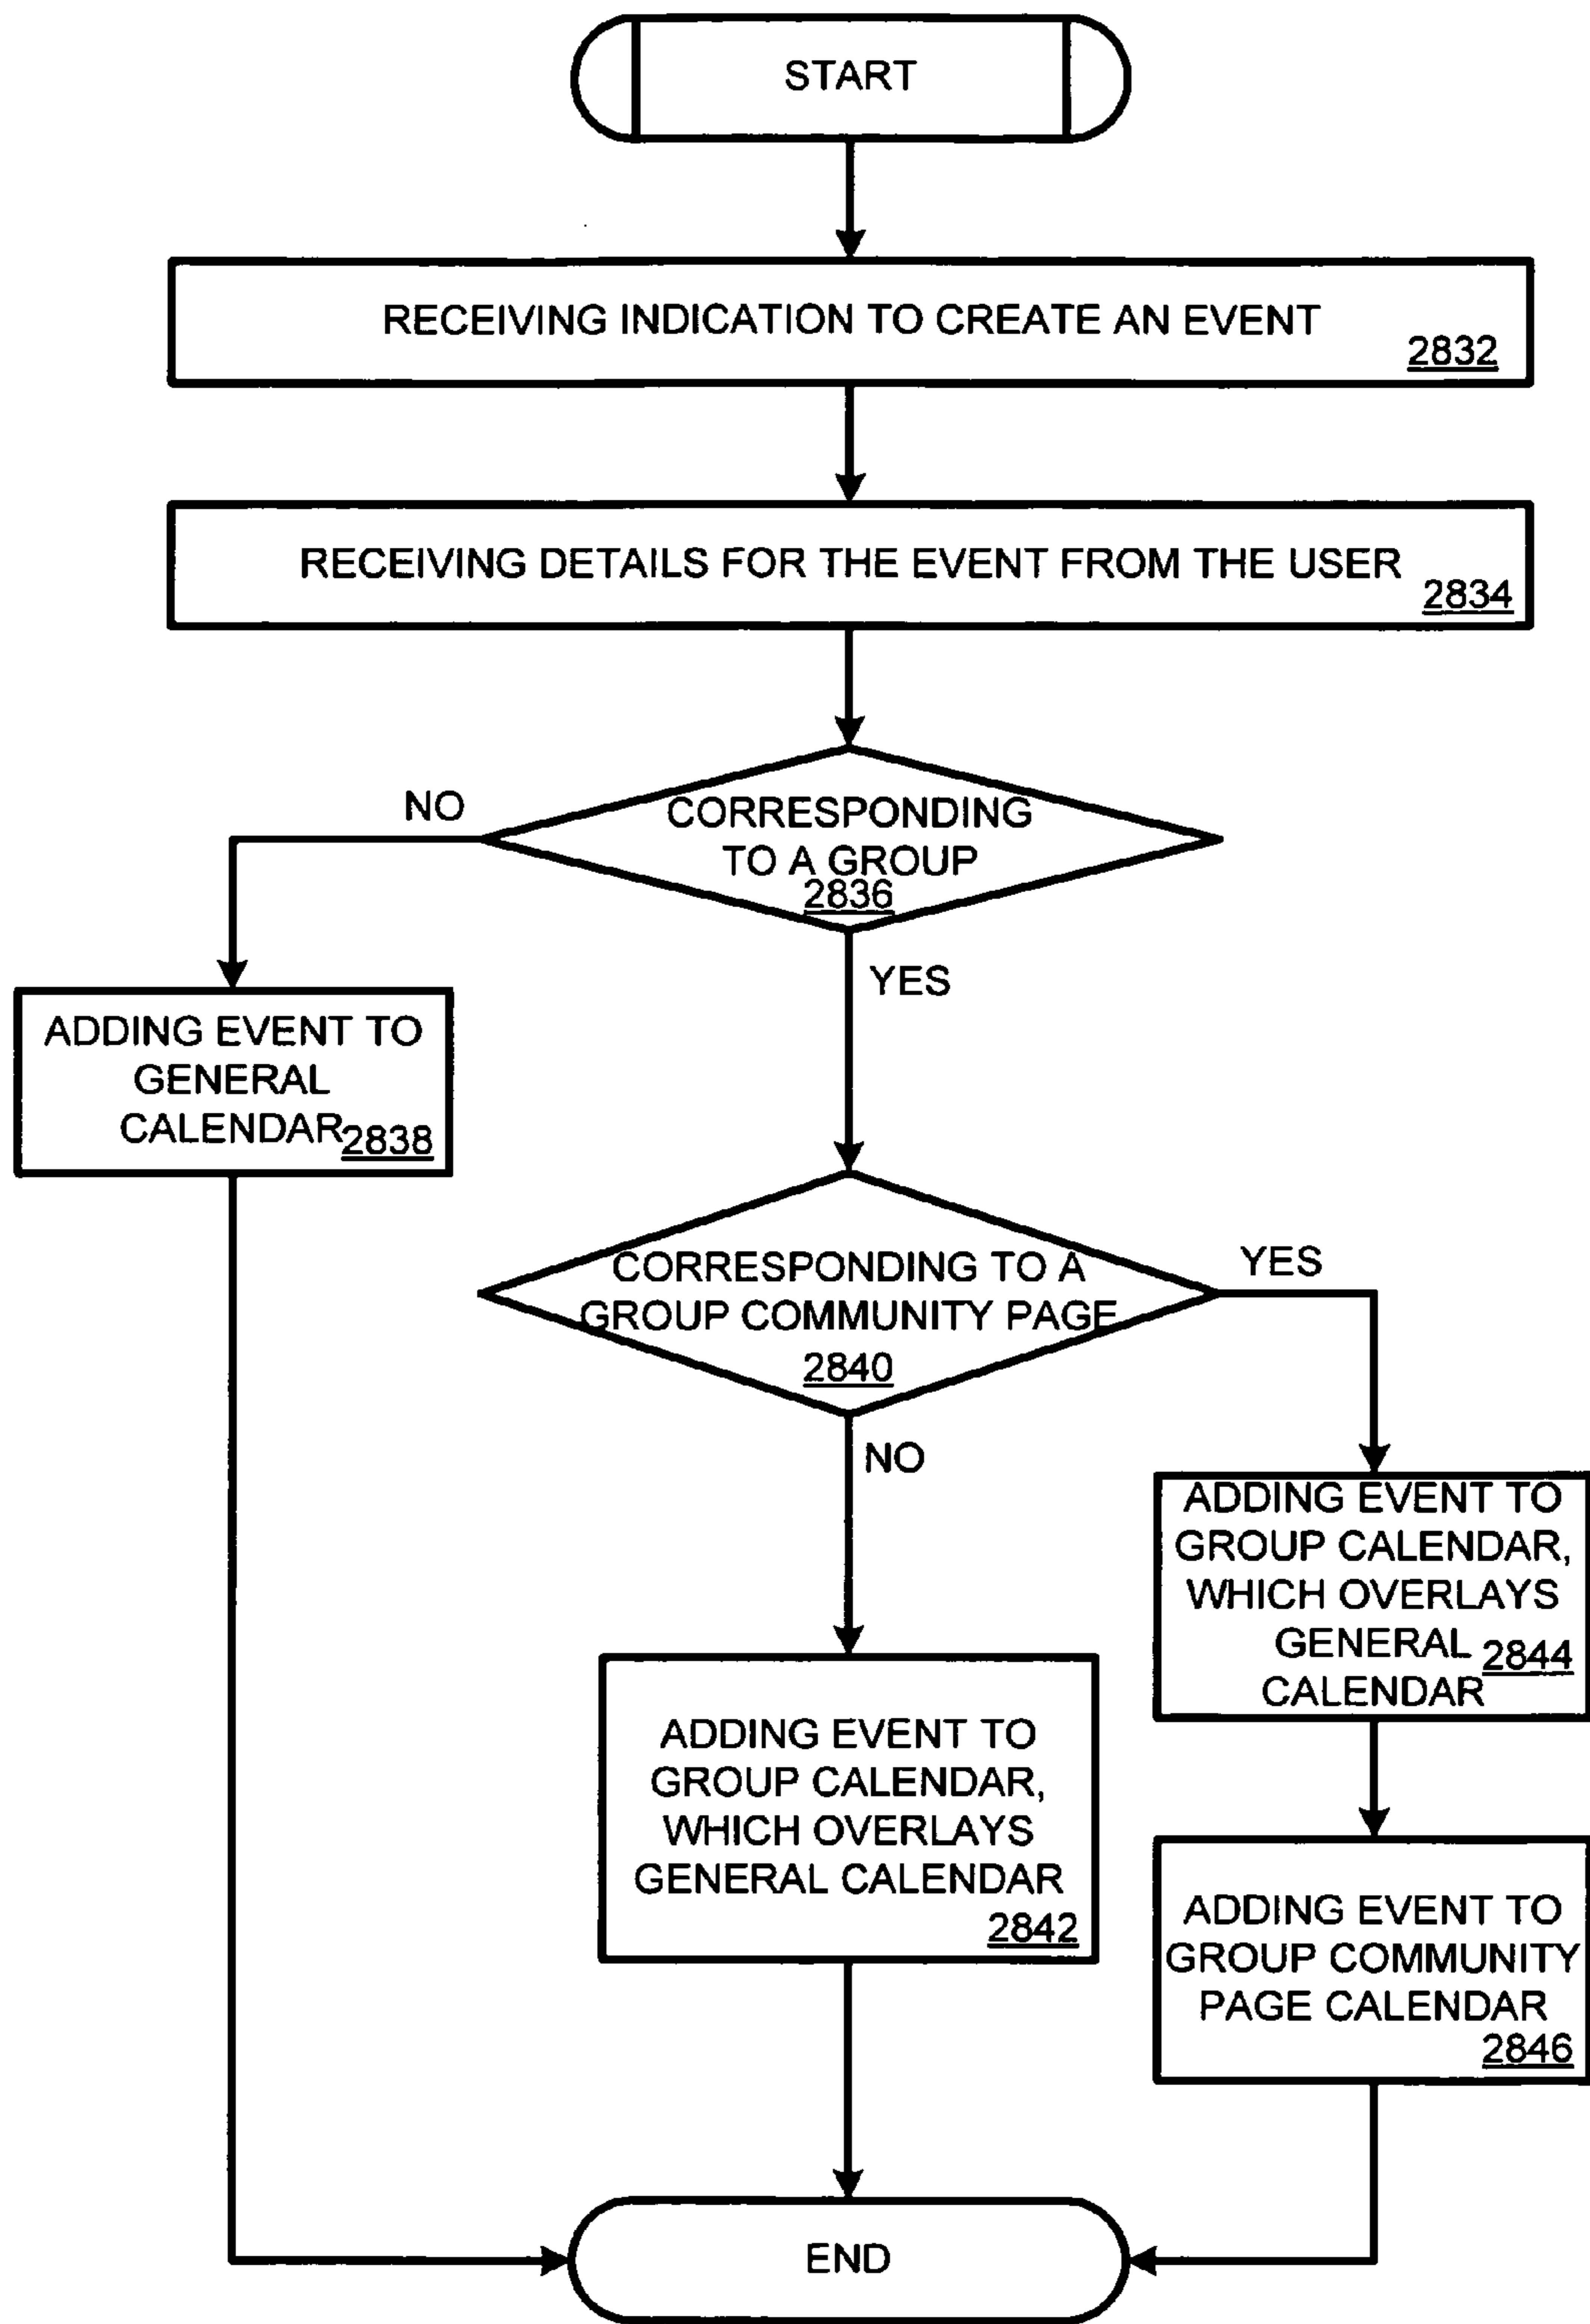 START
RECEIVING INDICATION TO CREATE AN EVENT
2832
RECEIVING DETAILS FOR THE EVENT FROM THE USER
2834
NO
CORRESPONDING
TO A GROUP
2836
YES
ADDING EVENT TO
GENERAL
CALENDAR
2838
CORRESPONDING TO A
GROUP COMMUNITY PAGE
2840
YES
NO
ADDING EVENT TO
GROUP CALENDAR,
WHICH OVERLAYS
GENERAL
2844
CALENDAR
ADDING EVENT TO
GROUP CALENDAR,
WHICH OVERLAYS
GENERAL CALENDAR
2842
ADDING EVENT TO
GROUP COMMUNITY
PAGE CALENDAR
2846
END